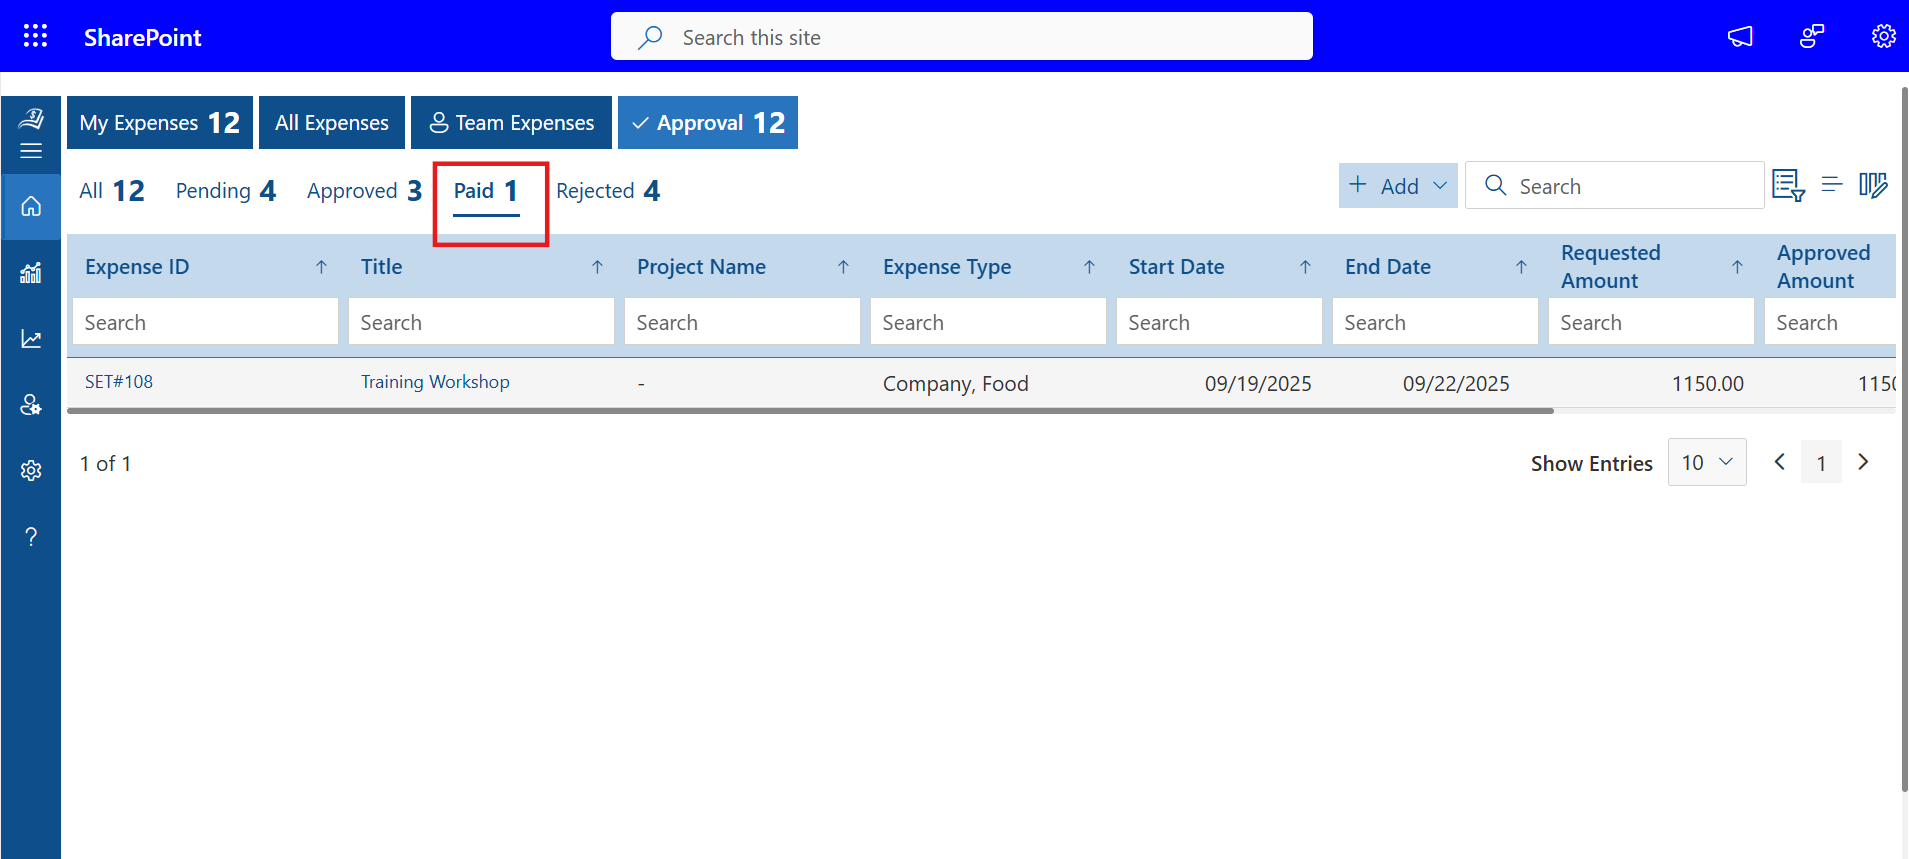 SharePoint
Search this site
My Expenses 12
All Expenses
Team Expenses
Approval 12
All 12
Pending 4
Approved 3
Paid 1
Rejected 4
Add
Search
Expense ID
Title
Project Name
Expense Type
Start Date
End Date
Requested
Amount
Approved
Amount
Search
Search
Search
Search
Search
Search
Search
Search
SET#108
Training Workshop
-
Company, Food
09/19/2025
09/22/2025
1150.00
1 of 1
Show Entries
10
1